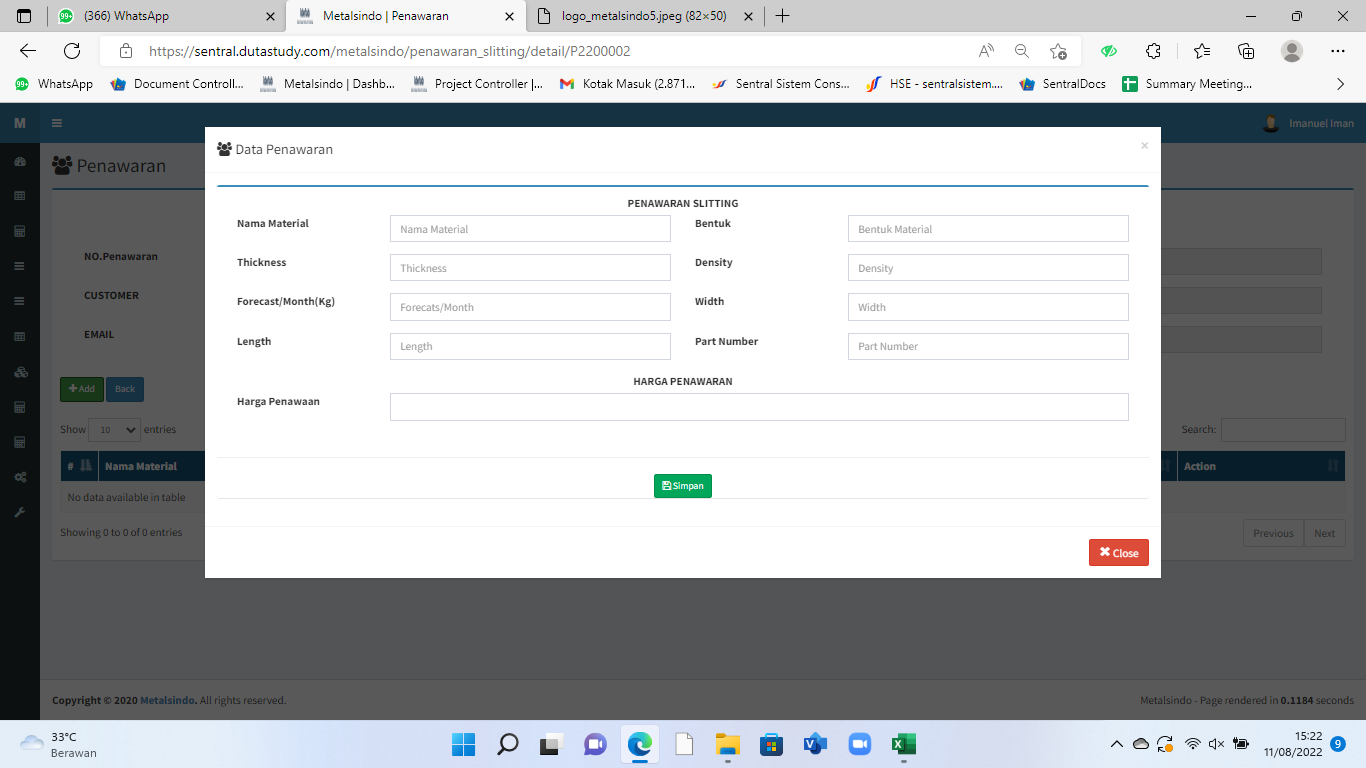 (366) WhatsApp
Metalsindo | Penawaran
logo_metalsindo5.jpeg (82×50)
https://sentral.dutastudy.com/metalsindo/penawaran_slitting/detail/P2200002
99+ WhatsApp
Document Controll...
Metalsindo | Dashb...
Project Controller |...
Kotak Masuk (2.871...
Sentral Sistem Cons...
HSE - sentralsistem....
SentralDocs
Summary Meeting...
M
Imanuel Iman
Penawaran
Data Penawaran
×
PENAWARAN SLITTING
Nama Material Nama Material Bentuk Bentuk Material
Thickness Thickness Density Density
Forecast/Month(Kg) Forecats/Month Width Width
Length Length Part Number Part Number
HARGA PENAWARAN
Harga Penawaan
Simpan
Close
NO.Penawaran
CUSTOMER
EMAIL
Add Back
Show 10 entries
Search:
# Nama Material Action
No data available in table
Showing 0 to 0 of 0 entries
Previous Next
Copyright © 2020 Metalsindo. All rights reserved.
Metalsindo - Page rendered in 0.1184 seconds
33°C
Berawan
15:22
11/08/2022
9